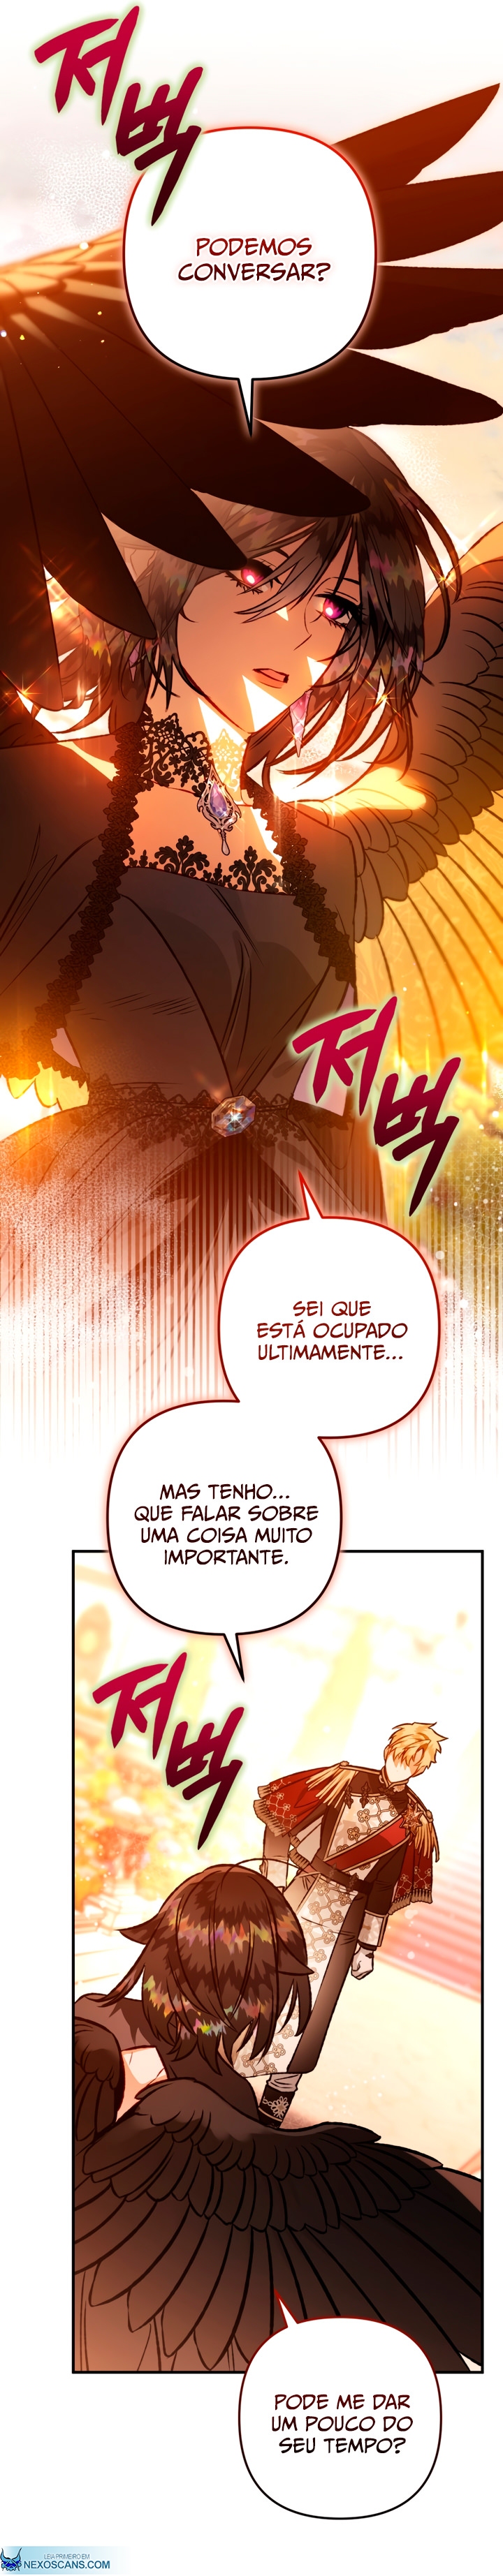 저벅
PODEMOS
CONVERSAR?
저벅
SEI QUE
ESTÁ OCUPADO
ULTIMAMENTE...
MAS TENHO...
QUE FALAR SOBRE
UMA COISA MUITO
IMPORTANTE.
저벅
PODE ME DAR
UM POUCO DO
SEU TEMPO?
LEIA PRIMEIRO EM
NEXOSCANS.COM